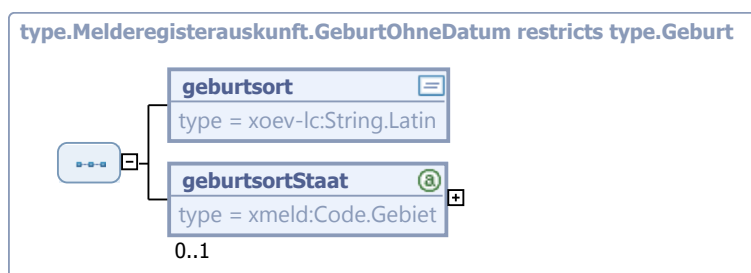 type.Melderegisterauskunft.GeburtOhneDatum restricts type.Geburt
geburtsort
type = xoev-lc:String.Latin
geburtsortStaat
type = xmeld:Code.Gebiet
0..1